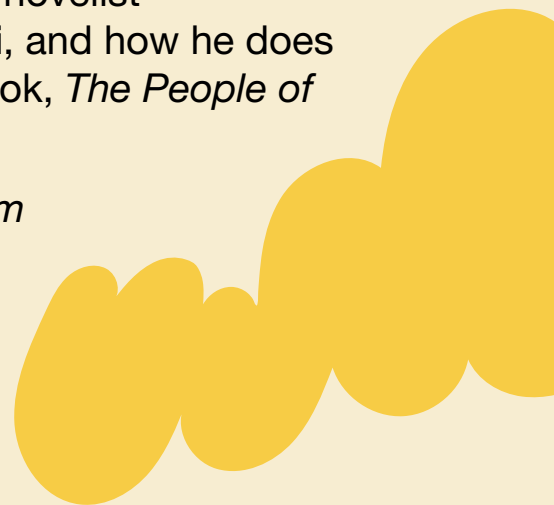 novelist
i, and how he does
ok, The People of
m